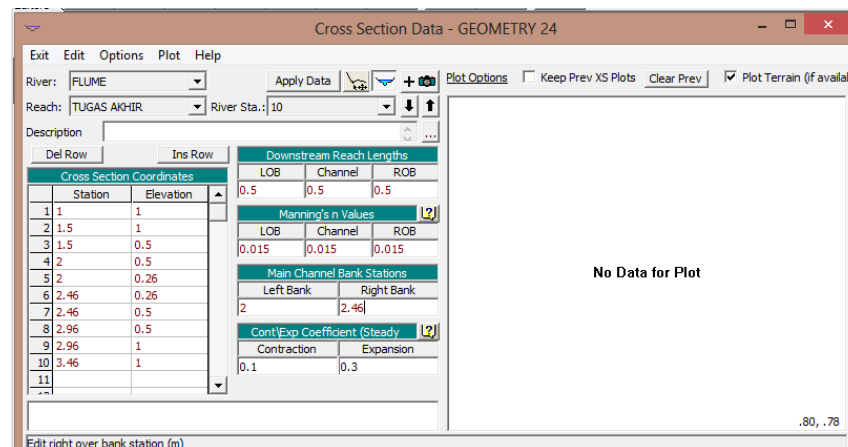 Cross Section Data - GEOMETRY 24
Exit Edit Options Plot Help
River: FLUME Apply Data + Plot Options Keep Prev XS Plots Clear Prev Plot Terrain (if availal
Reach: TUGAS AKHIR River Sta.: 10
Description ...
Del Row Ins Row Downstream Reach Lengths
Cross Section Coordinates LOB Channel ROB
Station Elevation 0.5 0.5 0.5
1 1 1 Manning's n Values
2 1.5 1 LOB Channel ROB
3 1.5 0.5 0.015 0.015 0.015
4 2 0.5
5 2 0.26 Main Channel Bank Stations
6 2.46 0.26 Left Bank Right Bank
7 2.46 0.5 2 2.46
8 2.96 0.5 Cont\Exp Coefficient (Steady
9 2.96 1 Contraction Expansion
10 3.46 1 0.1 0.3
11
No Data for Plot
.80, .78
Edit right over bank station (m)